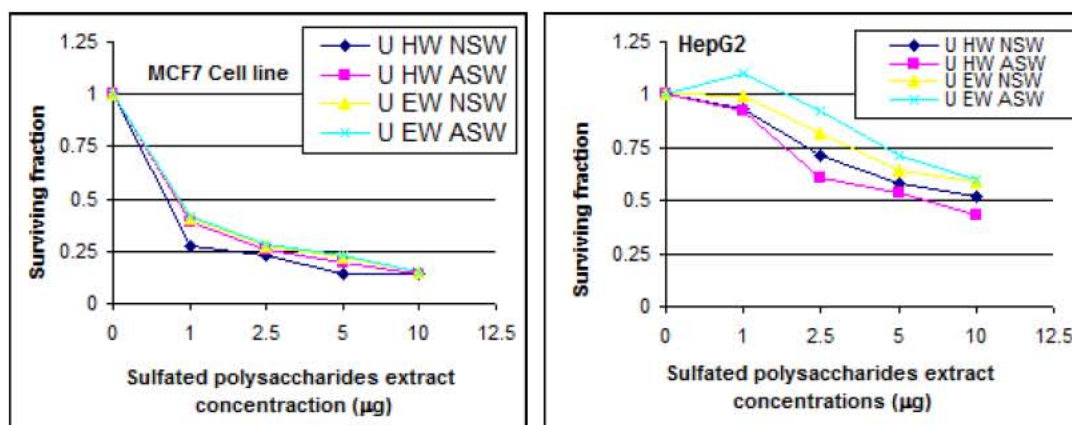 1.25
1
0.75
0.5
0.25
0
Surviving fraction
MCF7 Cell line
U HW NSW
U HW ASW
U EW NSW
U EW ASW
0 1 2.5 5 10 12.5
Sulfated polysaccharides extract
concentraction (µg)
1.25
1
0.75
0.5
0.25
0
Surviving fraction
HepG2
U HW NSW
U HW ASW
U EW NSW
U EW ASW
0 1 2.5 5 10 12.5
Sulfated polysaccharides extract
concentrations (µg)